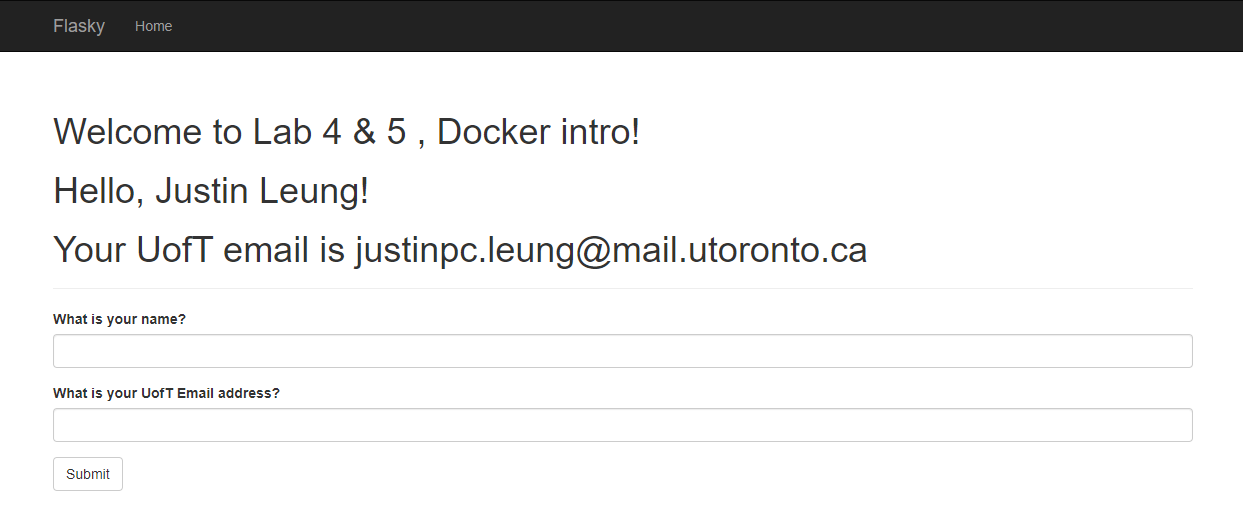 Flasky Home
Welcome to Lab 4 & 5 , Docker intro!
Hello, Justin Leung!
Your UofT email is justinpc.leung@mail.utoronto.ca
What is your name?
What is your UofT Email address?
Submit